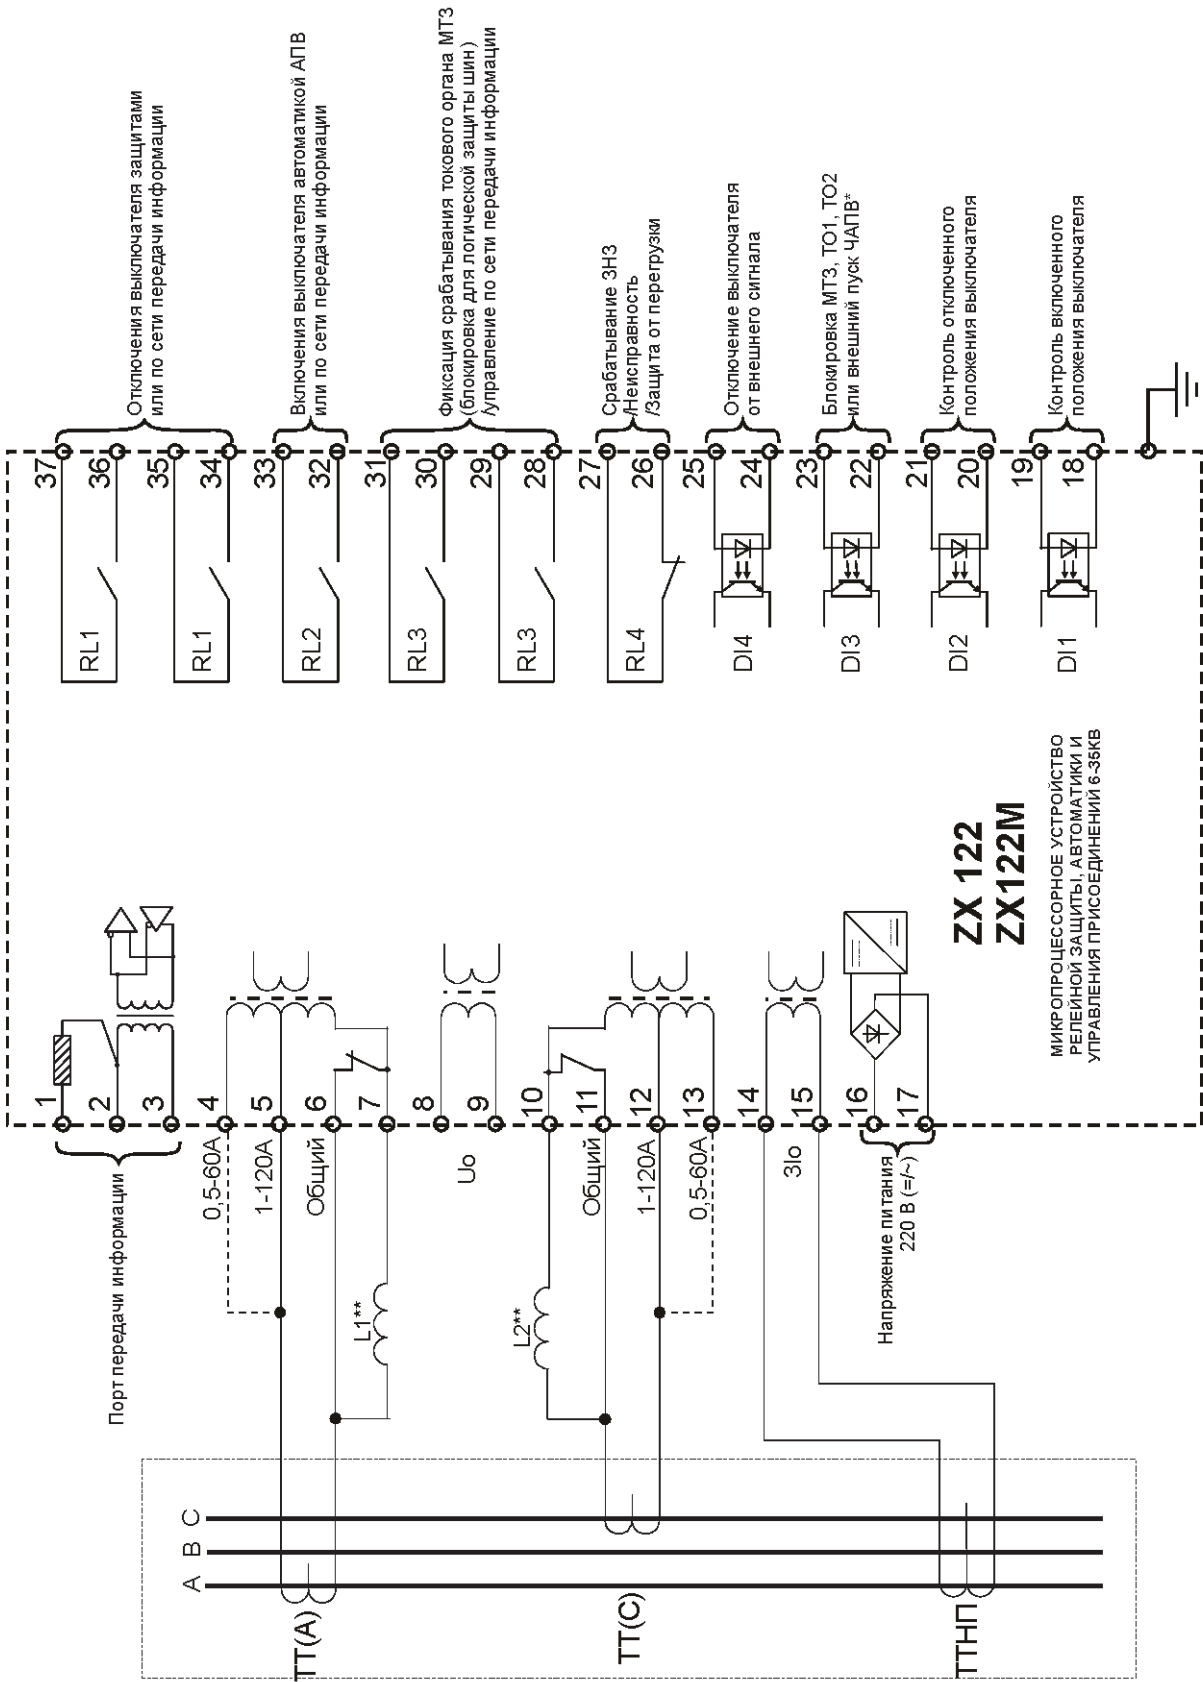 37
36
35
34
33
32
31
30
29
28
27
26
25
24
23
22
21
20
19
18
RL1
RL1
RL2
RL3
RL3
RL4
DI4
DI3
DI2
DI1
Отключения выключателя защитами
или по сети передачи информации
Включения выключателя автоматикой АПВ
или по сети передачи информации
Фиксация срабатывания токового органа МТЗ
(блокировка для логической защиты шин)
/управление по сети передачи информации
Срабатывание ЗНЗ
/Неисправность
/Защита от перегрузки
Отключение выключателя
от внешнего сигнала
Блокировка МТЗ, ТО1, ТО2
или внешний пуск ЧАПВ*
Контроль отключенного
положения выключателя
Контроль включенного
положения выключателя
ZX 122
ZX122M
МИКРОПРОЦЕССОРНОЕ УСТРОЙСТВО
РЕЛЕЙНОЙ ЗАЩИТЫ, АВТОМАТИКИ И
УПРАВЛЕНИЯ ПРИСОЕДИНЕНИЙ 6-35КВ
1
2
3
4
5
6
7
8
9
10
11
12
13
14
15
16
17
Порт передачи информации
0,5-60А
1-120А
Общий
Uo
Общий
1-120А
0,5-60А
3Io
Напряжение питания
220 В (=/~)
L1**
L2**
A
B
C
ТТ(А)
ТТ(С)
ТТНП